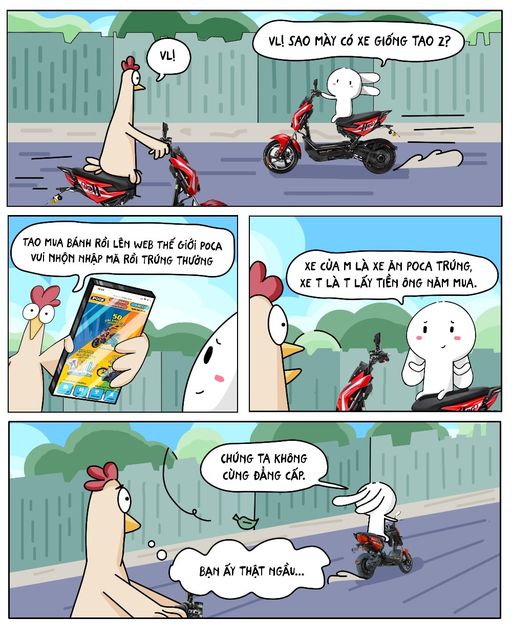 VL!
VL! SAO MÀY CÓ XE GIỐNG TAO Z?
TAO MUA BÁNH RỒI LÊN WEB THẾ GIỚI POCA
VUI NHỘN NHẬP MÃ RỒI TRÚNG THƯỞNG
POCA
50
XE CỦA M LÀ XE ĂN POCA TRÚNG,
XE T LÀ T LẤY TIỀN ÔNG NĂM MUA.
CHÚNG TA KHÔNG
CÙNG ĐẲNG CẤP.
BẠN ẤY THẬT NGẦU...